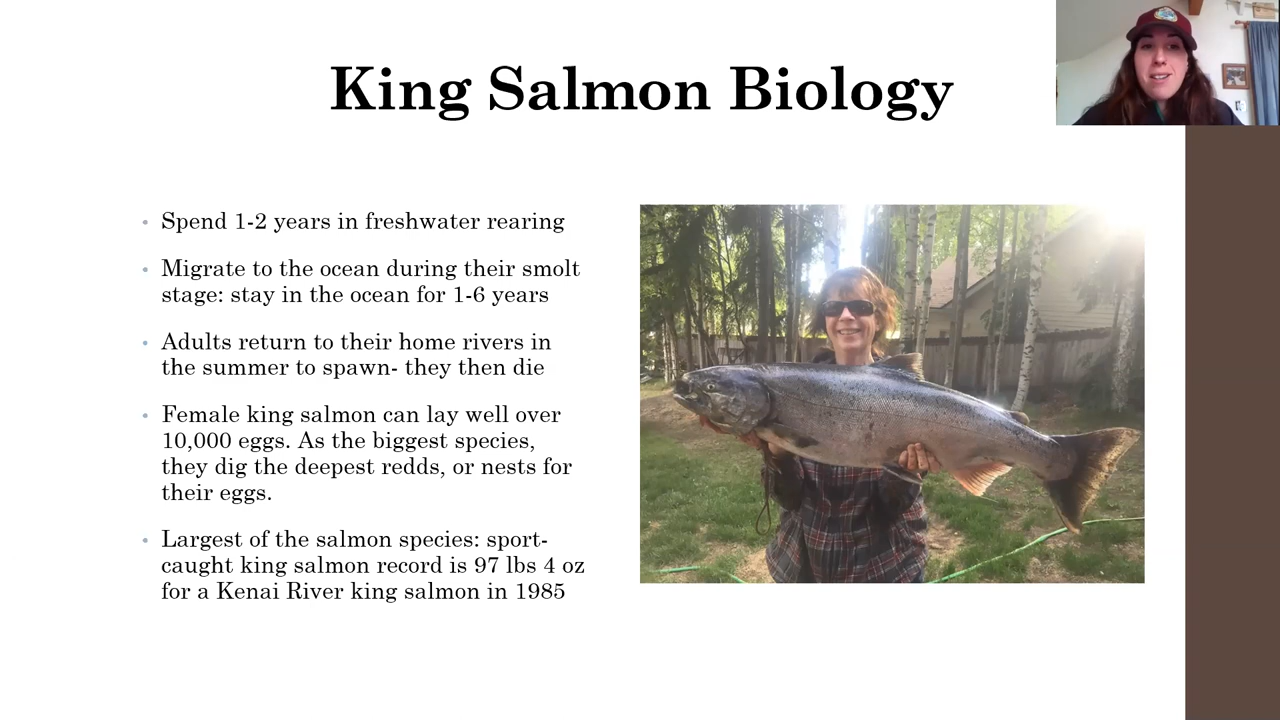 King Salmon Biology
• Spend 1-2 years in freshwater rearing
• Migrate to the ocean during their smolt
stage: stay in the ocean for 1-6 years
• Adults return to their home rivers in
the summer to spawn- they then die
• Female king salmon can lay well over
10,000 eggs. As the biggest species,
they dig the deepest redds, or nests for
their eggs.
• Largest of the salmon species: sport-
caught king salmon record is 97 lbs 4 oz
for a Kenai River king salmon in 1985